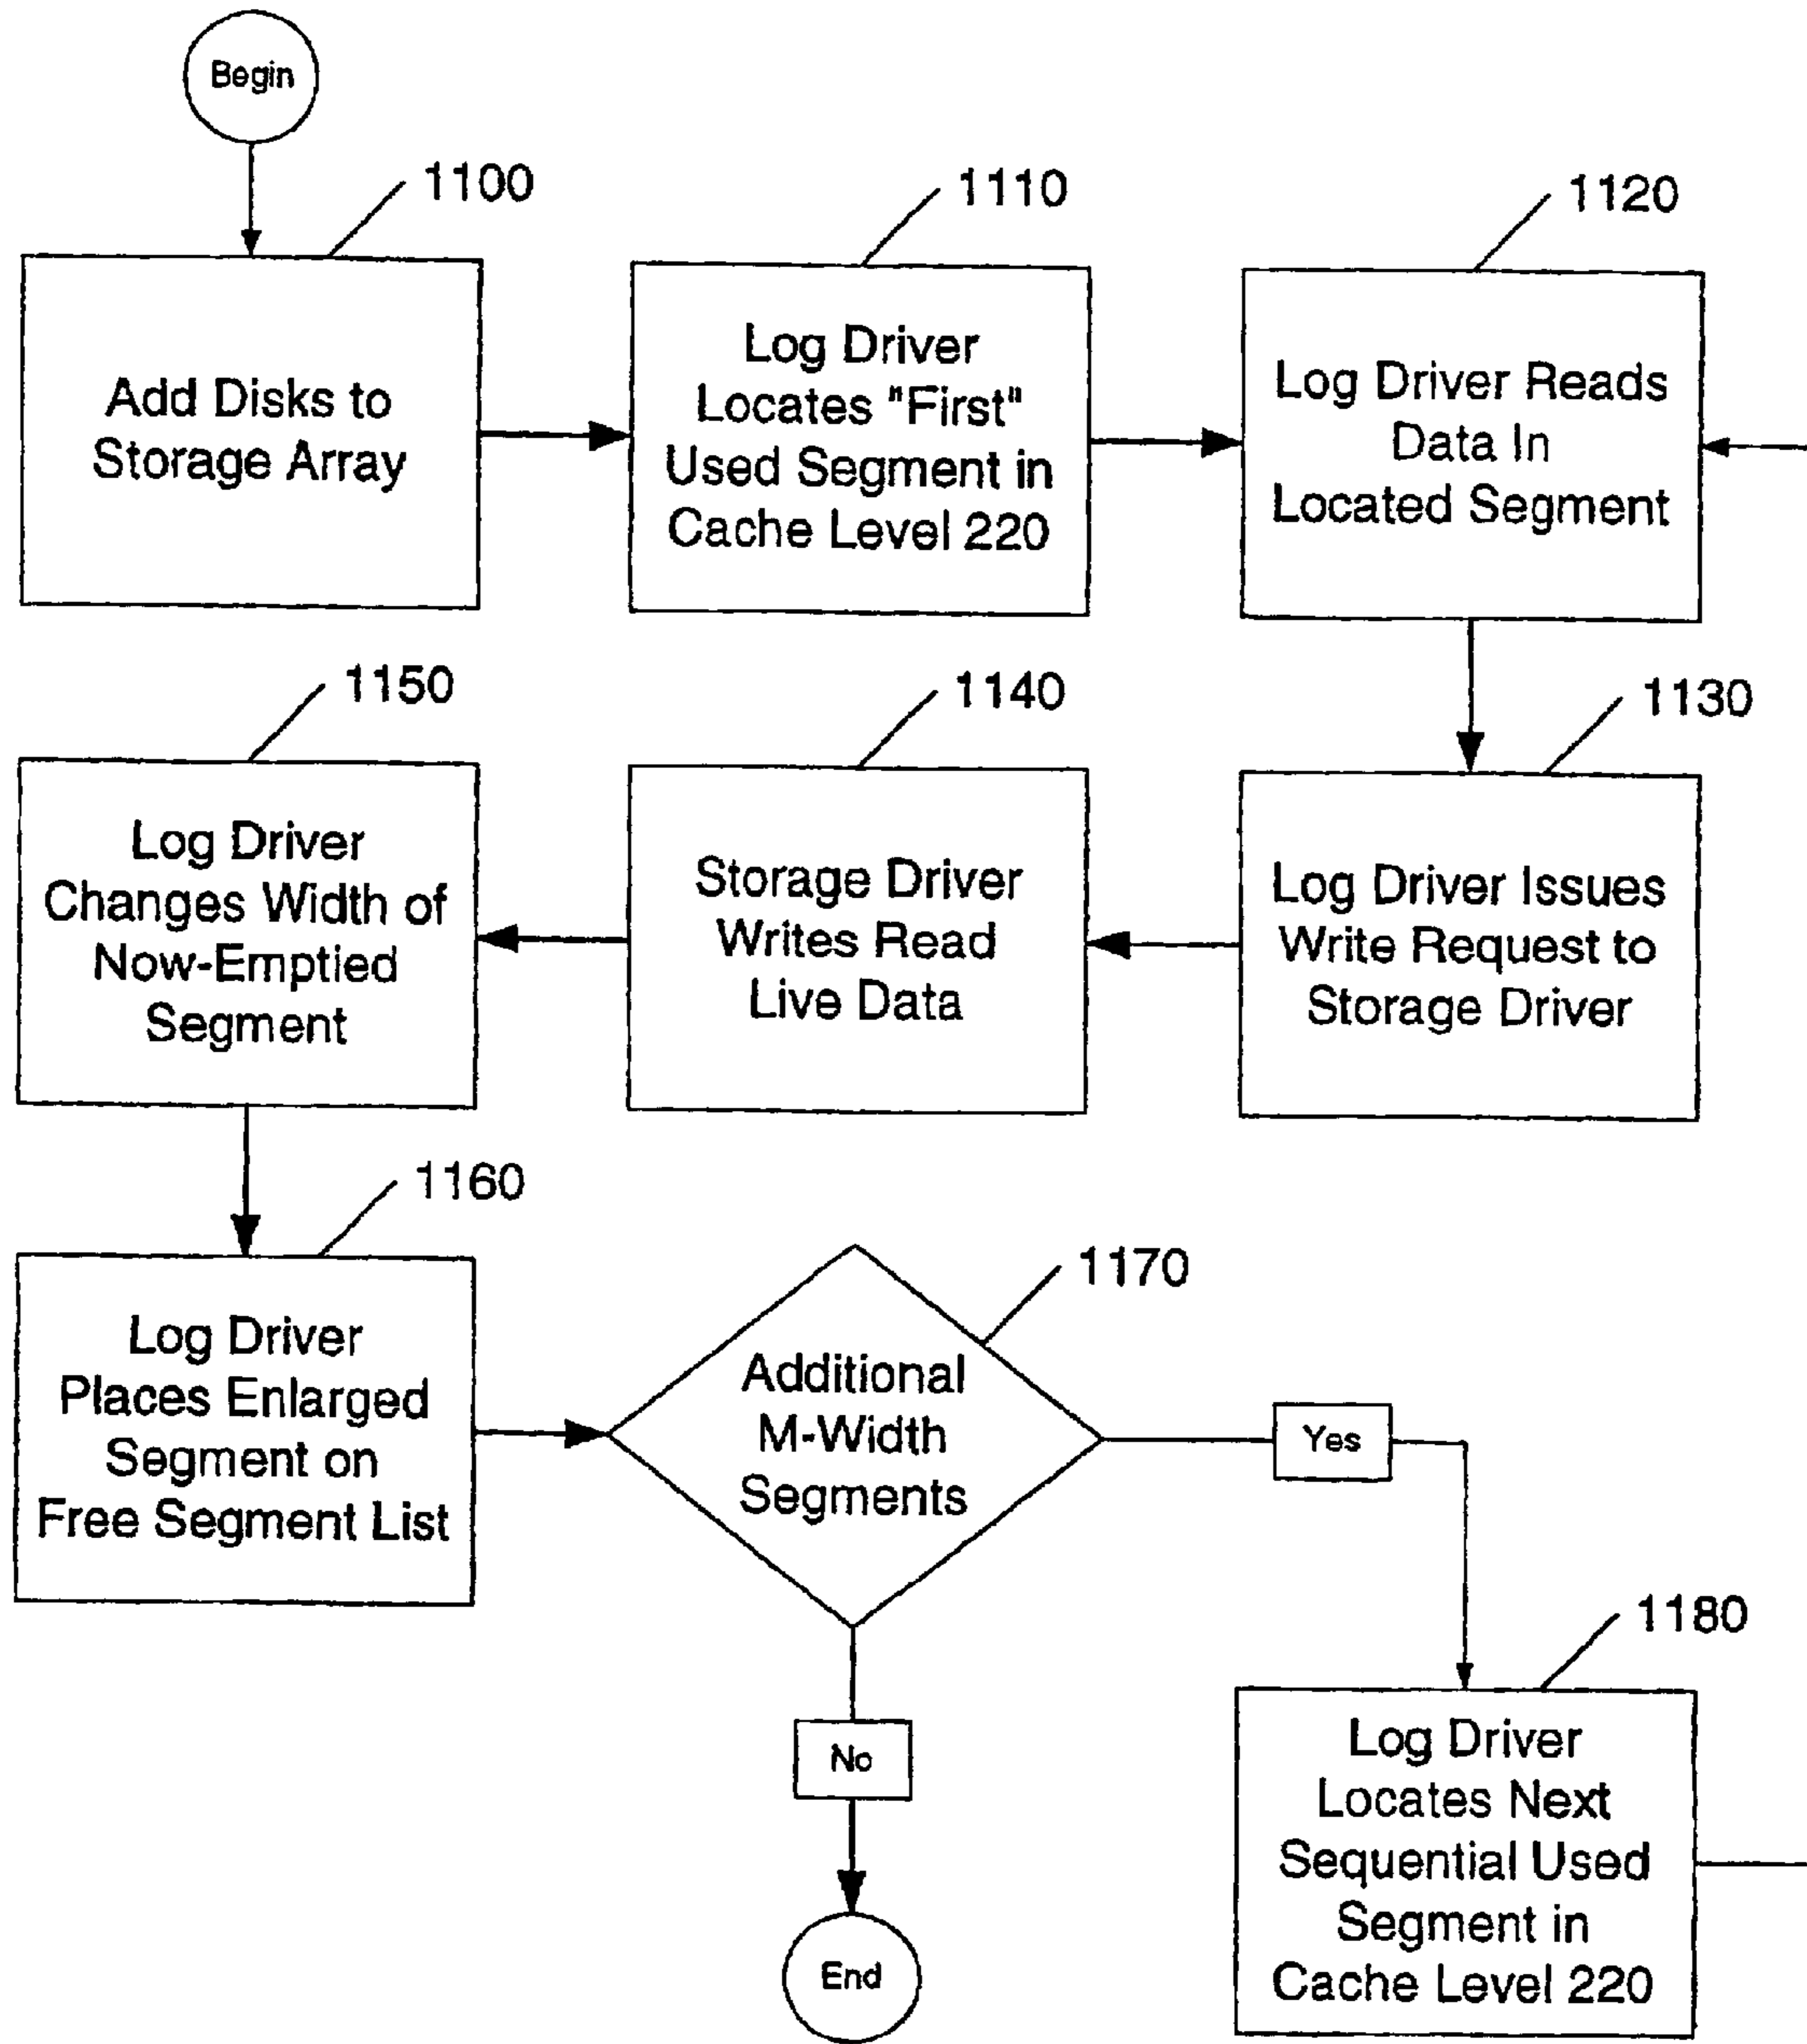 Begin
1100
Add Disks to
Storage Array
1110
Log Driver
Locates "First"
Used Segment in
Cache Level 220
1120
Log Driver Reads
Data In
Located Segment
1130
Log Driver Issues
Write Request to
Storage Driver
1140
Storage Driver
Writes Read
Live Data
1150
Log Driver
Changes Width of
Now-Emptied
Segment
1160
Log Driver
Places Enlarged
Segment on
Free Segment List
1170
Additional
M-Width
Segments
Yes
No
End
1180
Log Driver
Locates Next
Sequential Used
Segment in
Cache Level 220